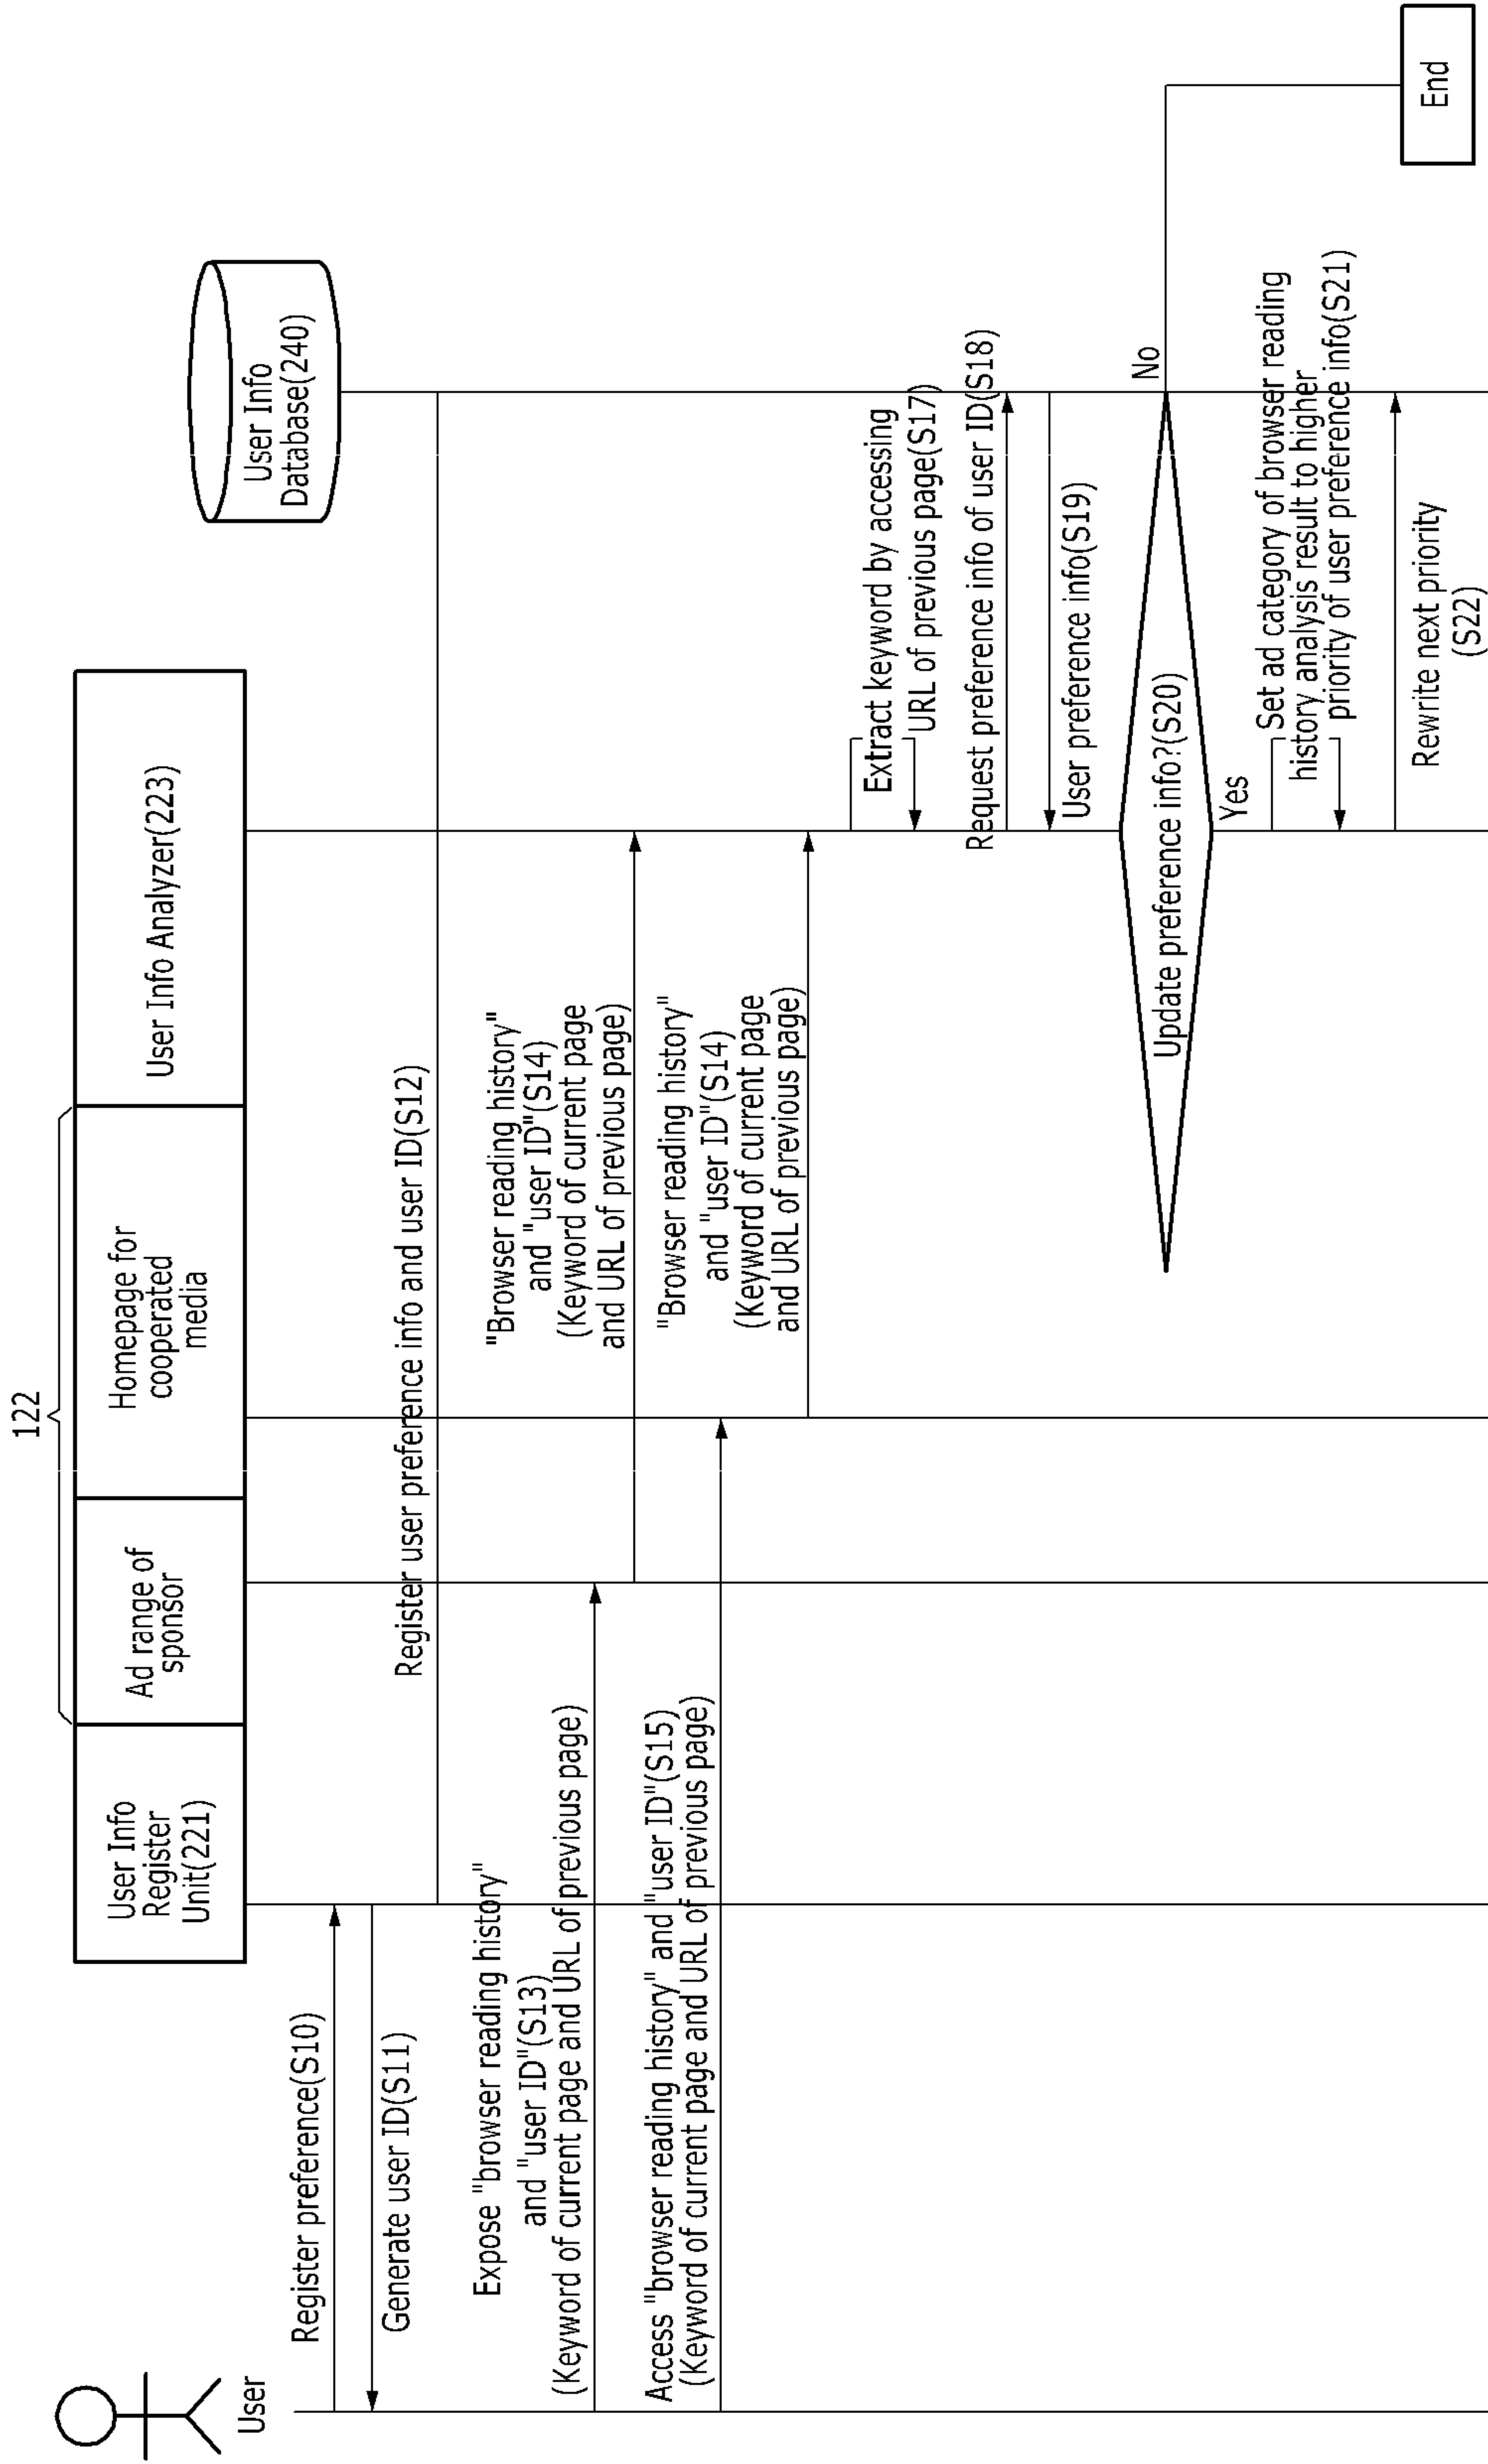 122
User
User Info
Register
Unit(221)
Ad range of
sponsor
Homepage for
cooperated
media
User Info Analyzer(223)
User Info
Database(240)
Register preference(S10)
Generate user ID(S11)
Register user preference info and user ID(S12)
Expose "browser reading history"
and "user ID"(S13)
(Keyword of current page and URL of previous page)
"Browser reading history"
and "user ID"(S14)
(Keyword of current page
and URL of previous page)
Access "browser reading history" and "user ID"(S15)
(Keyword of current page and URL of previous page)
"Browser reading history"
and "user ID"(S14)
(Keyword of current page
and URL of previous page)
Extract keyword by accessing
URL of previous page(S17)
Request preference info of user ID(S18)
User preference info(S19)
Update preference info?(S20)
No
Yes
Set ad category of browser reading
history analysis result to higher
priority of user preference info(S21)
Rewrite next priority
(S22)
End